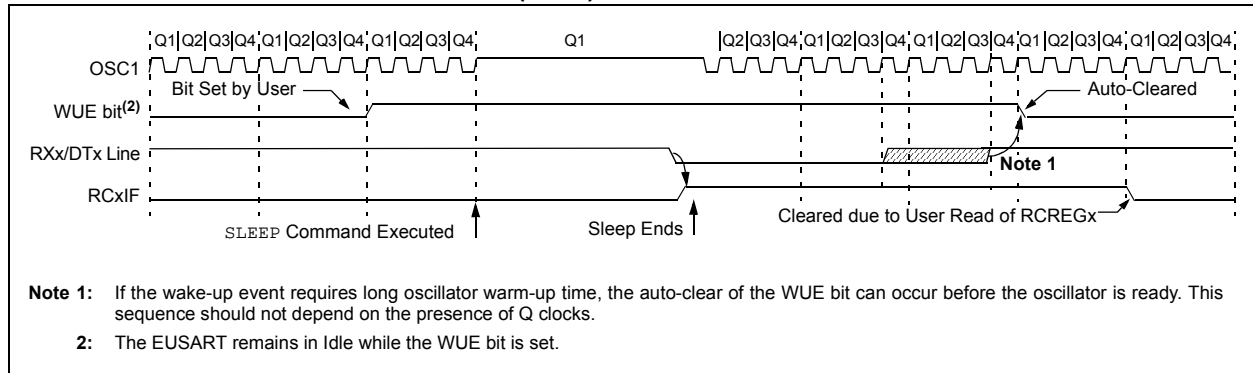 Q1 Q2 Q3 Q4 Q1 Q2 Q3 Q4 Q1 Q2 Q3 Q4 Q1 Q2 Q3 Q4 Q1 Q2 Q3 Q4 Q1 Q2 Q3 Q4 Q1 Q2 Q3 Q4 Q1 Q2 Q3 Q4
OSC1
Bit Set by User
Auto-Cleared
WUE bit(2)
RXx/DTx Line
Note 1
RCxIF
Cleared due to User Read of RCREGx
SLEEP Command Executed
Sleep Ends
Note 1: If the wake-up event requires long oscillator warm-up time, the auto-clear of the WUE bit can occur before the oscillator is ready. This
sequence should not depend on the presence of Q clocks.
2: The EUSART remains in Idle while the WUE bit is set.